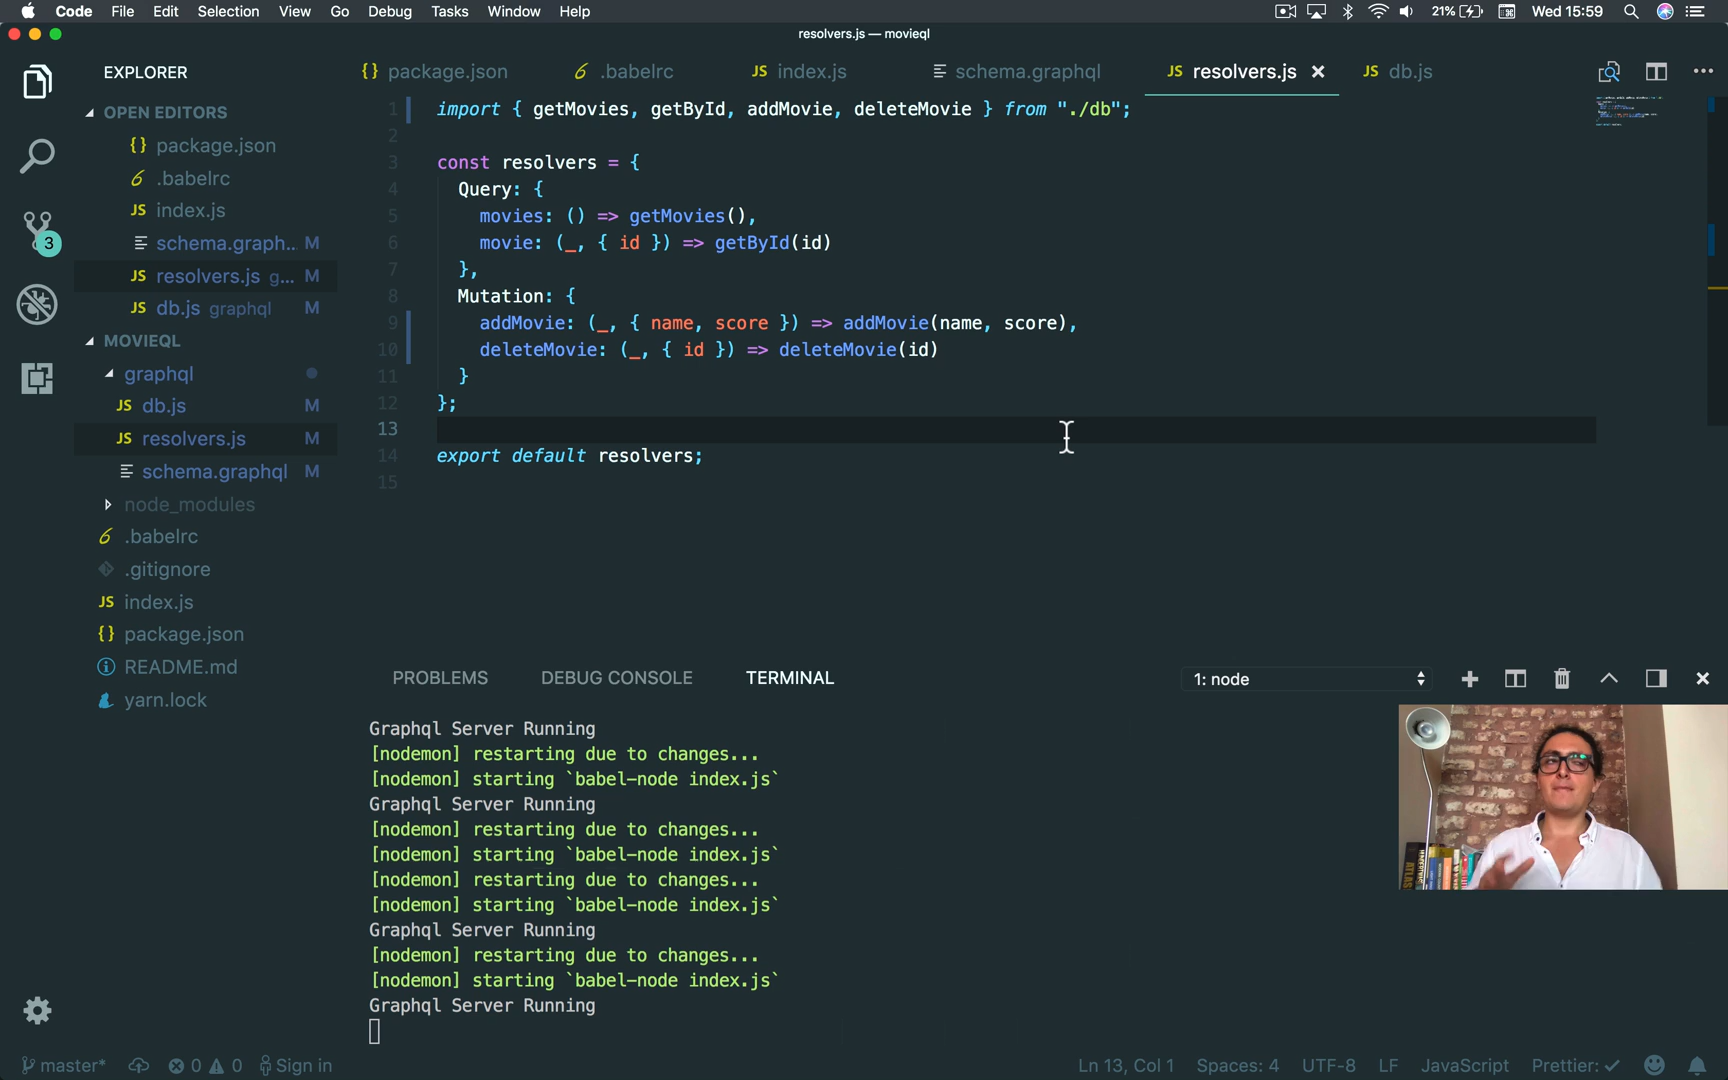 Code File Edit Selection View Go Debug Tasks Window Help 21% Wed 15:59
resolvers.js — movieql
EXPLORER
{} package.json .babelrc JS index.js schema.graphql JS resolvers.js × JS db.js
OPEN EDITORS
{} package.json
.babelrc
JS index.js
schema.graph... M
JS resolvers.js g... M
JS db.js graphql M
MOVIEQL
graphql
JS db.js M
JS resolvers.js M
schema.graphql M
node_modules
.babelrc
.gitignore
JS index.js
{} package.json
README.md
yarn.lock
3
1 import { getMovies, getById, addMovie, deleteMovie } from "./db";
2
3 const resolvers = {
4 Query: {
5 movies: () => getMovies(),
6 movie: (_, { id }) => getById(id)
7 },
8 Mutation: {
9 addMovie: (_, { name, score }) => addMovie(name, score),
10 deleteMovie: (_, { id }) => deleteMovie(id)
11 }
12 };
13
14 export default resolvers;
15
PROBLEMS DEBUG CONSOLE TERMINAL 1: node
Graphql Server Running
[nodemon] restarting due to changes...
[nodemon] starting `babel-node index.js`
Graphql Server Running
[nodemon] restarting due to changes...
[nodemon] starting `babel-node index.js`
[nodemon] restarting due to changes...
[nodemon] starting `babel-node index.js`
Graphql Server Running
[nodemon] restarting due to changes...
[nodemon] starting `babel-node index.js`
Graphql Server Running
ATLAS
master* 0 0 Sign in Ln 13, Col 1 Spaces: 4 UTF-8 LF JavaScript Prettier: ✓